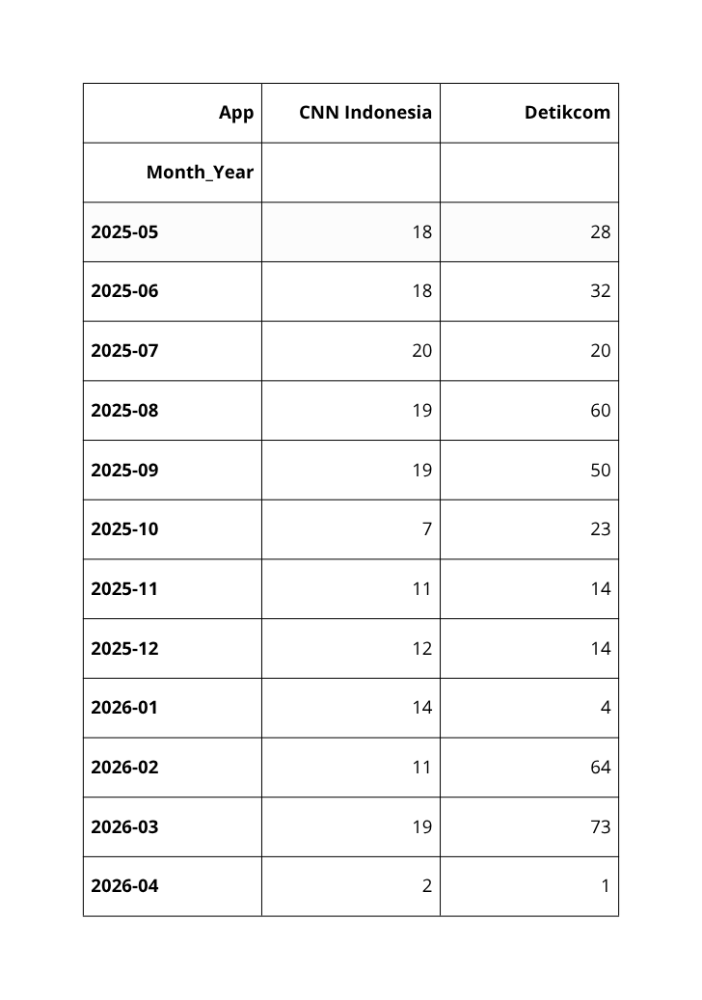 App CNN Indonesia Detikcom
Month_Year
2025-05 18 28
2025-06 18 32
2025-07 20 20
2025-08 19 60
2025-09 19 50
2025-10 7 23
2025-11 11 14
2025-12 12 14
2026-01 14 4
2026-02 11 64
2026-03 19 73
2026-04 2 1